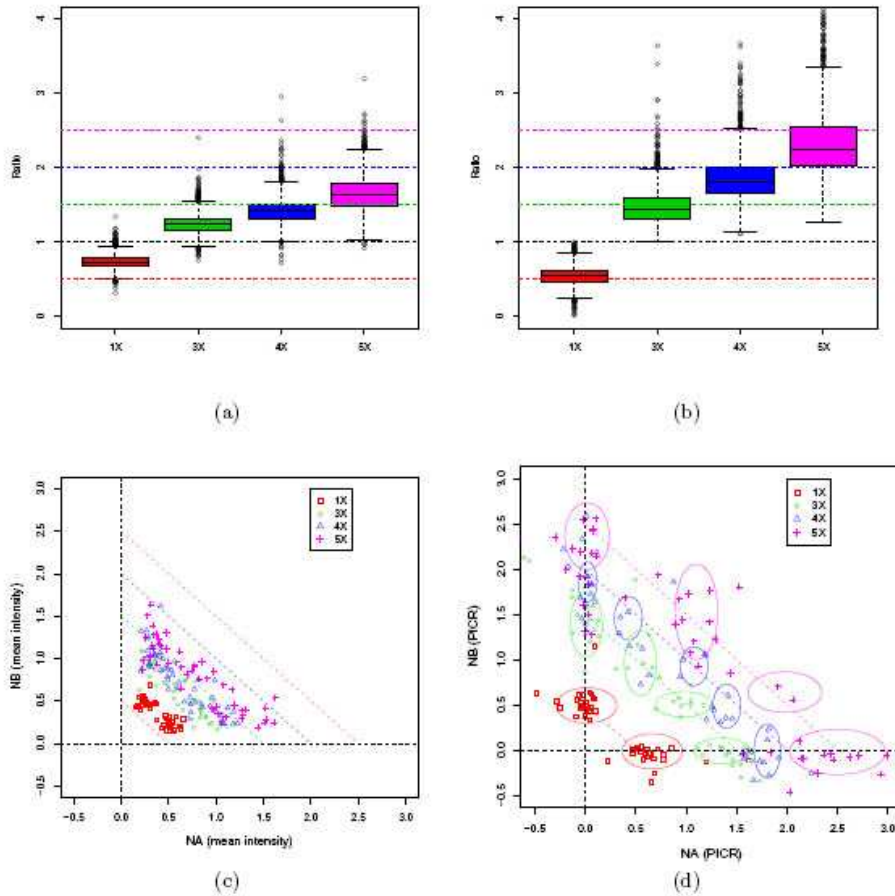 4
3
2
1
0
Ratio
1X
3X
4X
5X
(a)
4
3
2
1
0
Ratio
1X
3X
4X
5X
(b)
3.0
2.5
2.0
1.5
1.0
0.5
0.0
−0.5
NB (mean intensity)
1X
3X
4X
5X
−0.5 0.0 0.5 1.0 1.5 2.0 2.5 3.0
NA (mean intensity)
(c)
3.0
2.5
2.0
1.5
1.0
0.5
0.0
−0.5
NB (PICR)
1X
3X
4X
5X
−0.5 0.0 0.5 1.0 1.5 2.0 2.5 3.0
NA (PICR)
(d)